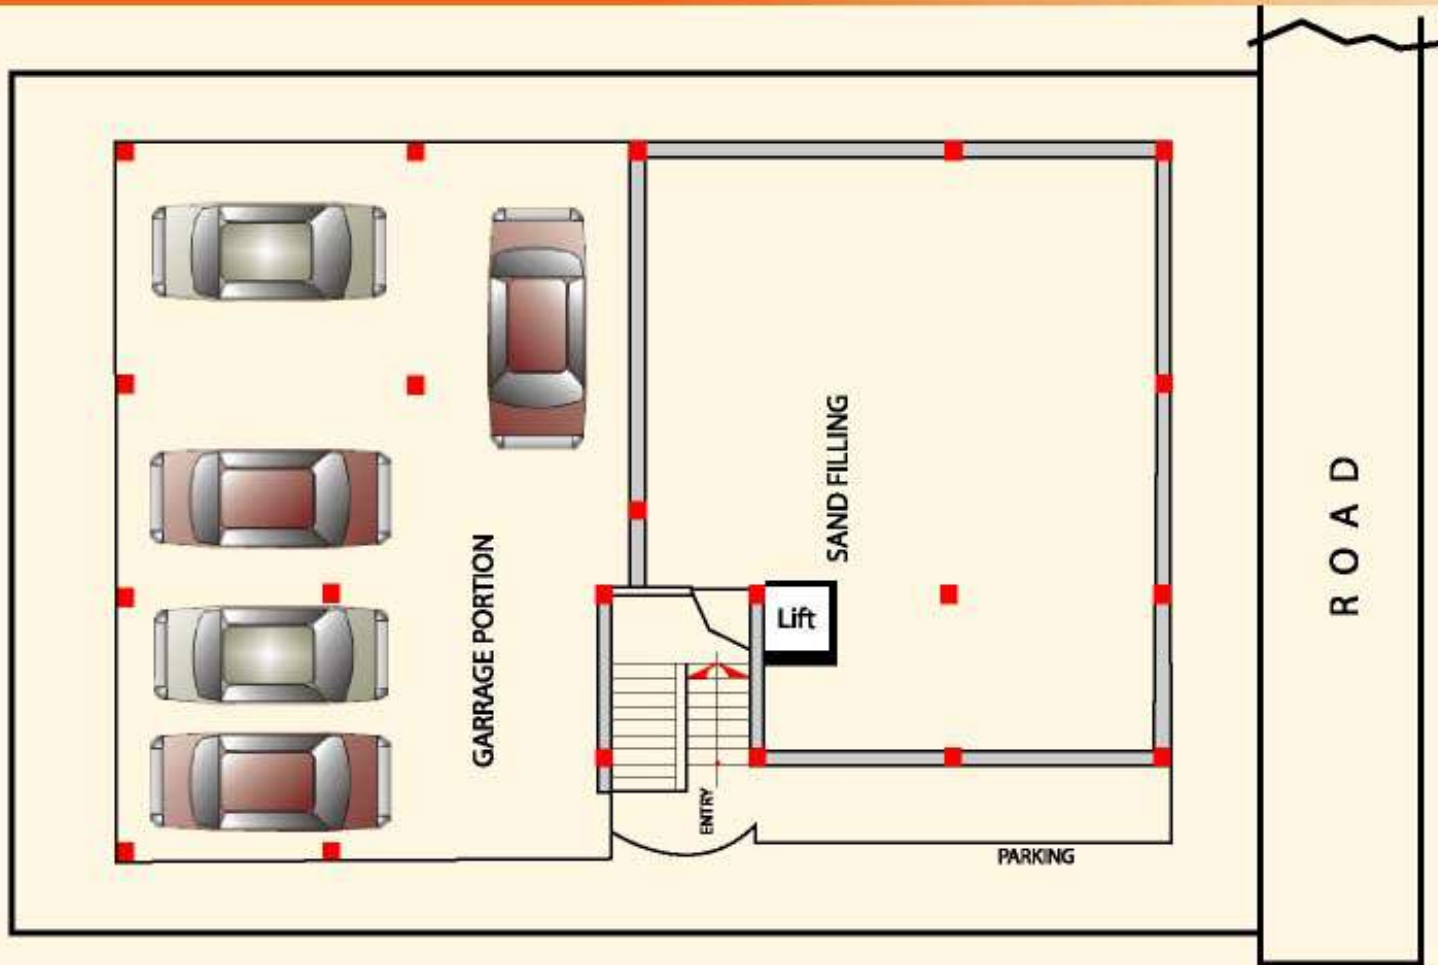 SAND FILLING
GARRAGE PORTION
Lift
ENTRY
PARKING
ROAD